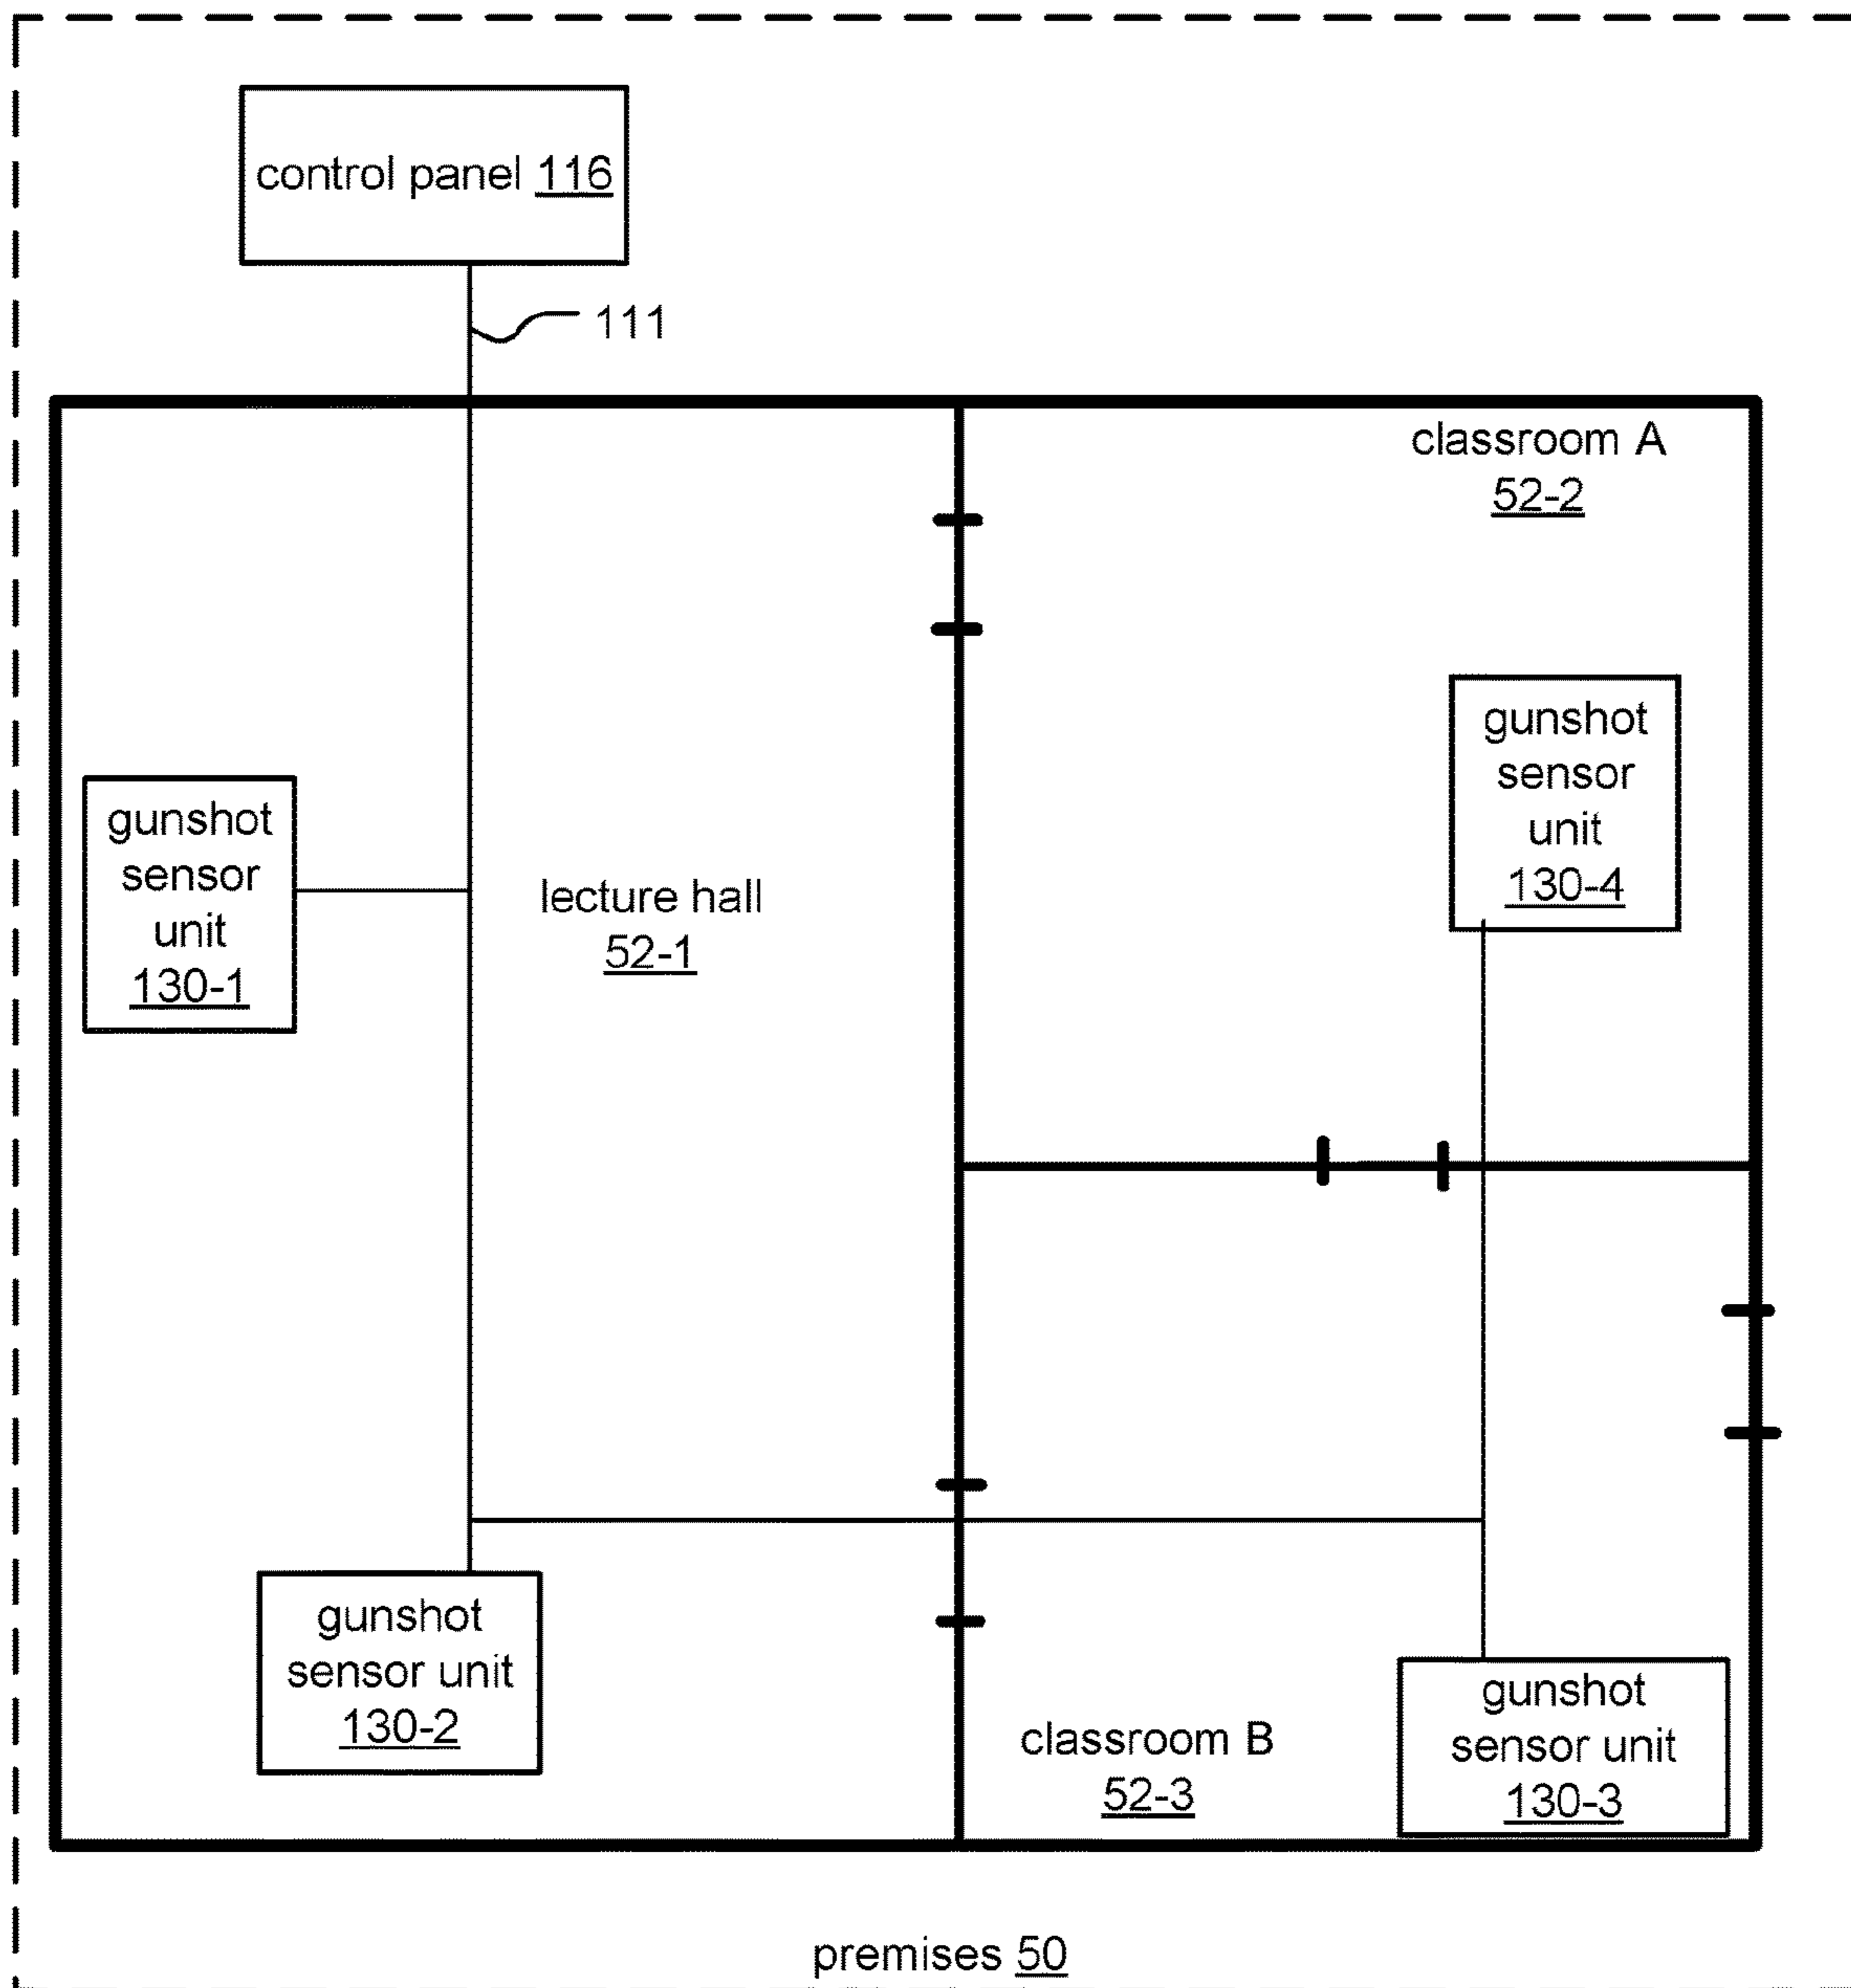 control panel 116
111
classroom A
52-2
gunshot
sensor
unit
130-4
gunshot
sensor
unit
130-1
lecture hall
52-1
gunshot
sensor unit
130-2
classroom B
52-3
gunshot
sensor unit
130-3
premises 50